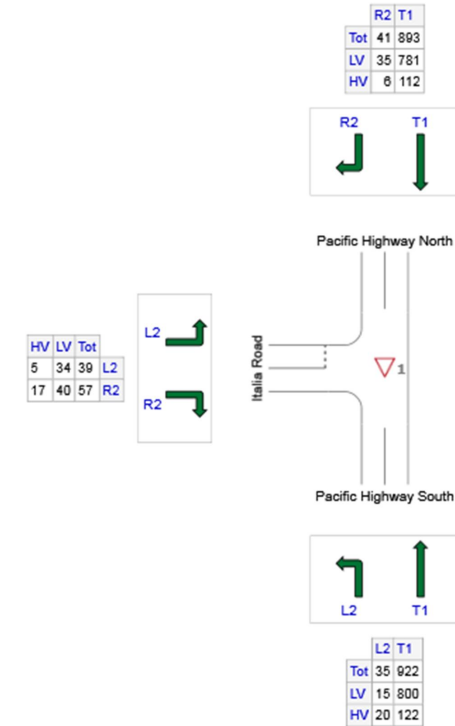 R2 T1
Tot 41 893
LV 35 781
HV 6 112
R2 T1
Pacific Highway North
L2
R2
HV LV Tot
5 34 39 L2
17 40 57 R2
Italia Road
1
Pacific Highway South
L2 T1
L2 T1
Tot 35 922
LV 15 800
HV 20 122